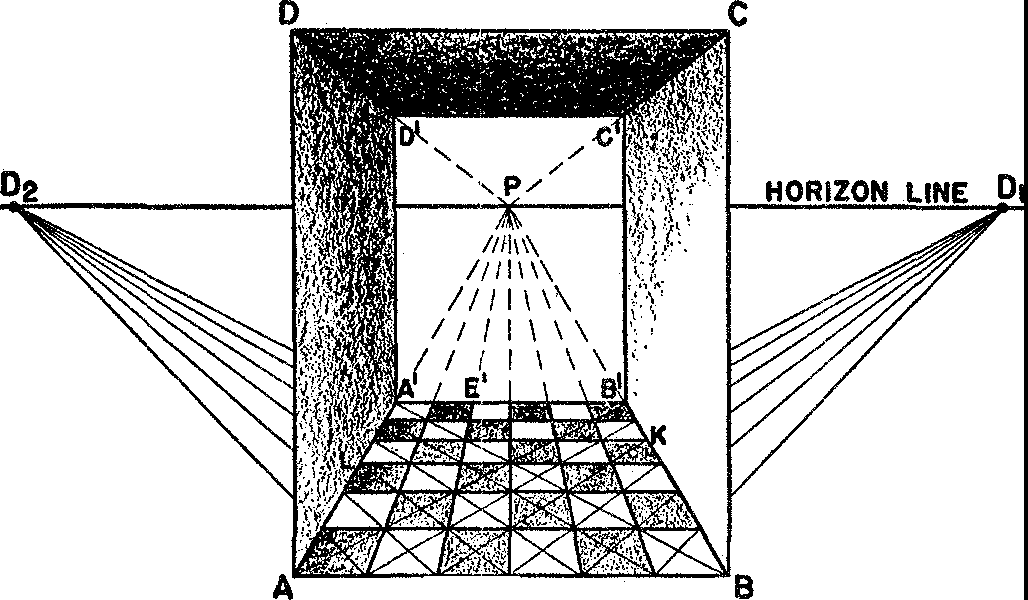 D C
D' C'
D2 P HORIZON LINE D1
A' E' B'
K
A B